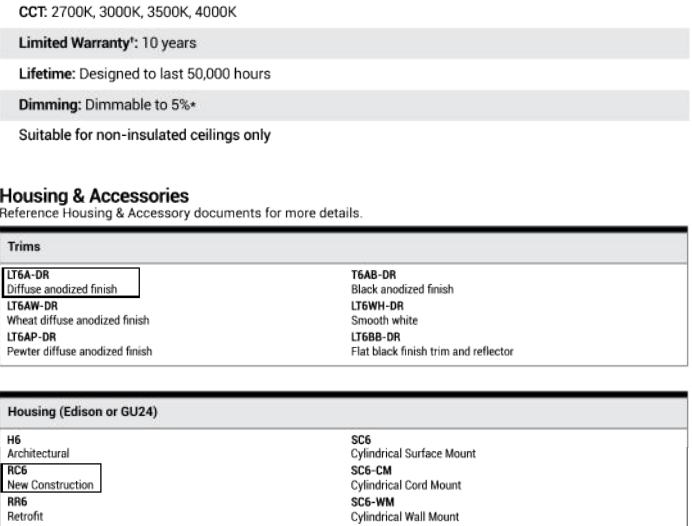 CCT: 2700K, 3000K, 3500K, 4000K
Limited Warranty†: 10 years
Lifetime: Designed to last 50,000 hours
Dimming: Dimmable to 5%*
Suitable for non-insulated ceilings only
Housing & Accessories
Reference Housing & Accessory documents for more details.
Trims
LT6A-DR
Diffuse anodized finish
LT6AW-DR
Wheat diffuse anodized finish
LT6AP-DR
Pewter diffuse anodized finish
T6AB-DR
Black anodized finish
LT6WH-DR
Smooth white
LT6BB-DR
Flat black finish trim and reflector
Housing (Edison or GU24)
H6
Architectural
RC6
New Construction
RR6
Retrofit
SC6
Cylindrical Surface Mount
SC6-CM
Cylindrical Cord Mount
SC6-WM
Cylindrical Wall Mount